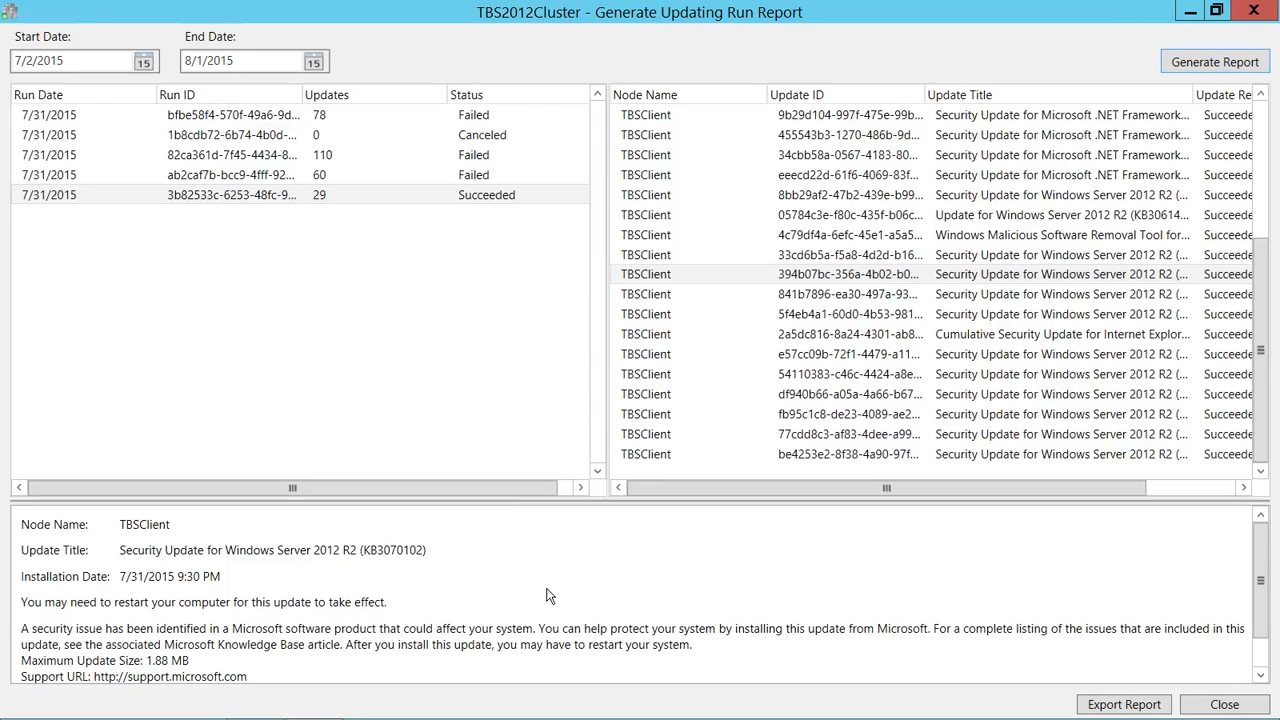 TBS2012Cluster - Generate Updating Run Report
Start Date:
End Date:
7/2/2015
15
8/1/2015
15
Generate Report
Run Date
Run ID
Updates
Status
7/31/2015 bfbe58f4-570f-49a6-9d... 78 Failed
7/31/2015 1b8cdb72-6b74-4b0d-... 0 Canceled
7/31/2015 82ca361d-7f45-4434-8... 110 Failed
7/31/2015 ab2caf7b-bcc9-4fff-92... 60 Failed
7/31/2015 3b82533c-6253-48fc-9... 29 Succeeded
Node Name
Update ID
Update Title
Update Re
TBSClient 9b29d104-997f-475e-99b... Security Update for Microsoft .NET Framework... Succeede
TBSClient 455543b3-1270-486b-9d... Security Update for Microsoft .NET Framework... Succeede
TBSClient 34cbb58a-0567-4183-80... Security Update for Microsoft .NET Framework... Succeede
TBSClient eeecd22d-61f6-4069-83f... Security Update for Microsoft .NET Framework... Succeede
TBSClient 8bb29af2-47b2-439e-b99... Security Update for Windows Server 2012 R2 (... Succeede
TBSClient 05784c3e-f80c-435f-b06c... Update for Windows Server 2012 R2 (KB30614... Succeede
TBSClient 4c79df4a-6efc-45e1-a5a5... Windows Malicious Software Removal Tool for... Succeede
TBSClient 33cd6b5a-f5a8-4d2d-b16... Security Update for Windows Server 2012 R2 (... Succeede
TBSClient 394b07bc-356a-4b02-b0... Security Update for Windows Server 2012 R2 (... Succeede
TBSClient 841b7896-ea30-497a-93... Security Update for Windows Server 2012 R2 (... Succeede
TBSClient 5f4eb4a1-60d0-4b53-981... Security Update for Windows Server 2012 R2 (... Succeede
TBSClient 2a5dc816-8a24-4301-ab8... Cumulative Security Update for Internet Explor... Succeede
TBSClient e57cc09b-72f1-4479-a11... Security Update for Windows Server 2012 R2 (... Succeede
TBSClient 54110383-c46c-4424-a8e... Security Update for Windows Server 2012 R2 (... Succeede
TBSClient df940b66-a05a-4a66-b67... Security Update for Windows Server 2012 R2 (... Succeede
TBSClient fb95c1c8-de23-4089-ae2... Security Update for Windows Server 2012 R2 (... Succeede
TBSClient 77cdd8c3-af83-4dee-a99... Security Update for Windows Server 2012 R2 (... Succeede
TBSClient be4253e2-8f38-4a90-97f... Security Update for Windows Server 2012 R2 (... Succeede
Node Name: TBSClient
Update Title: Security Update for Windows Server 2012 R2 (KB3070102)
Installation Date: 7/31/2015 9:30 PM
You may need to restart your computer for this update to take effect.
A security issue has been identified in a Microsoft software product that could affect your system. You can help protect your system by installing this update from Microsoft. For a complete listing of the issues that are included in this
update, see the associated Microsoft Knowledge Base article. After you install this update, you may have to restart your system.
Maximum Update Size: 1.88 MB
Support URL: http://support.microsoft.com
Export Report
Close